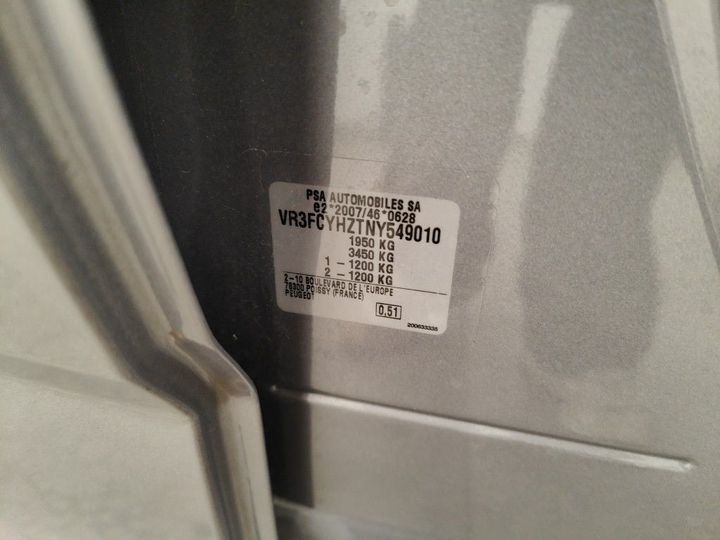 PSA AUTOMOBILES SA
e2*2007/46*0628
VR3FCYHZTNY549010
1950 KG
3450 KG
1 - 1200 KG
2 - 1200 KG
2-10 BOULEVARD DE L'EUROPE
78300 POISSY (FRANCE)
PEUGEOT
0.51
200633335